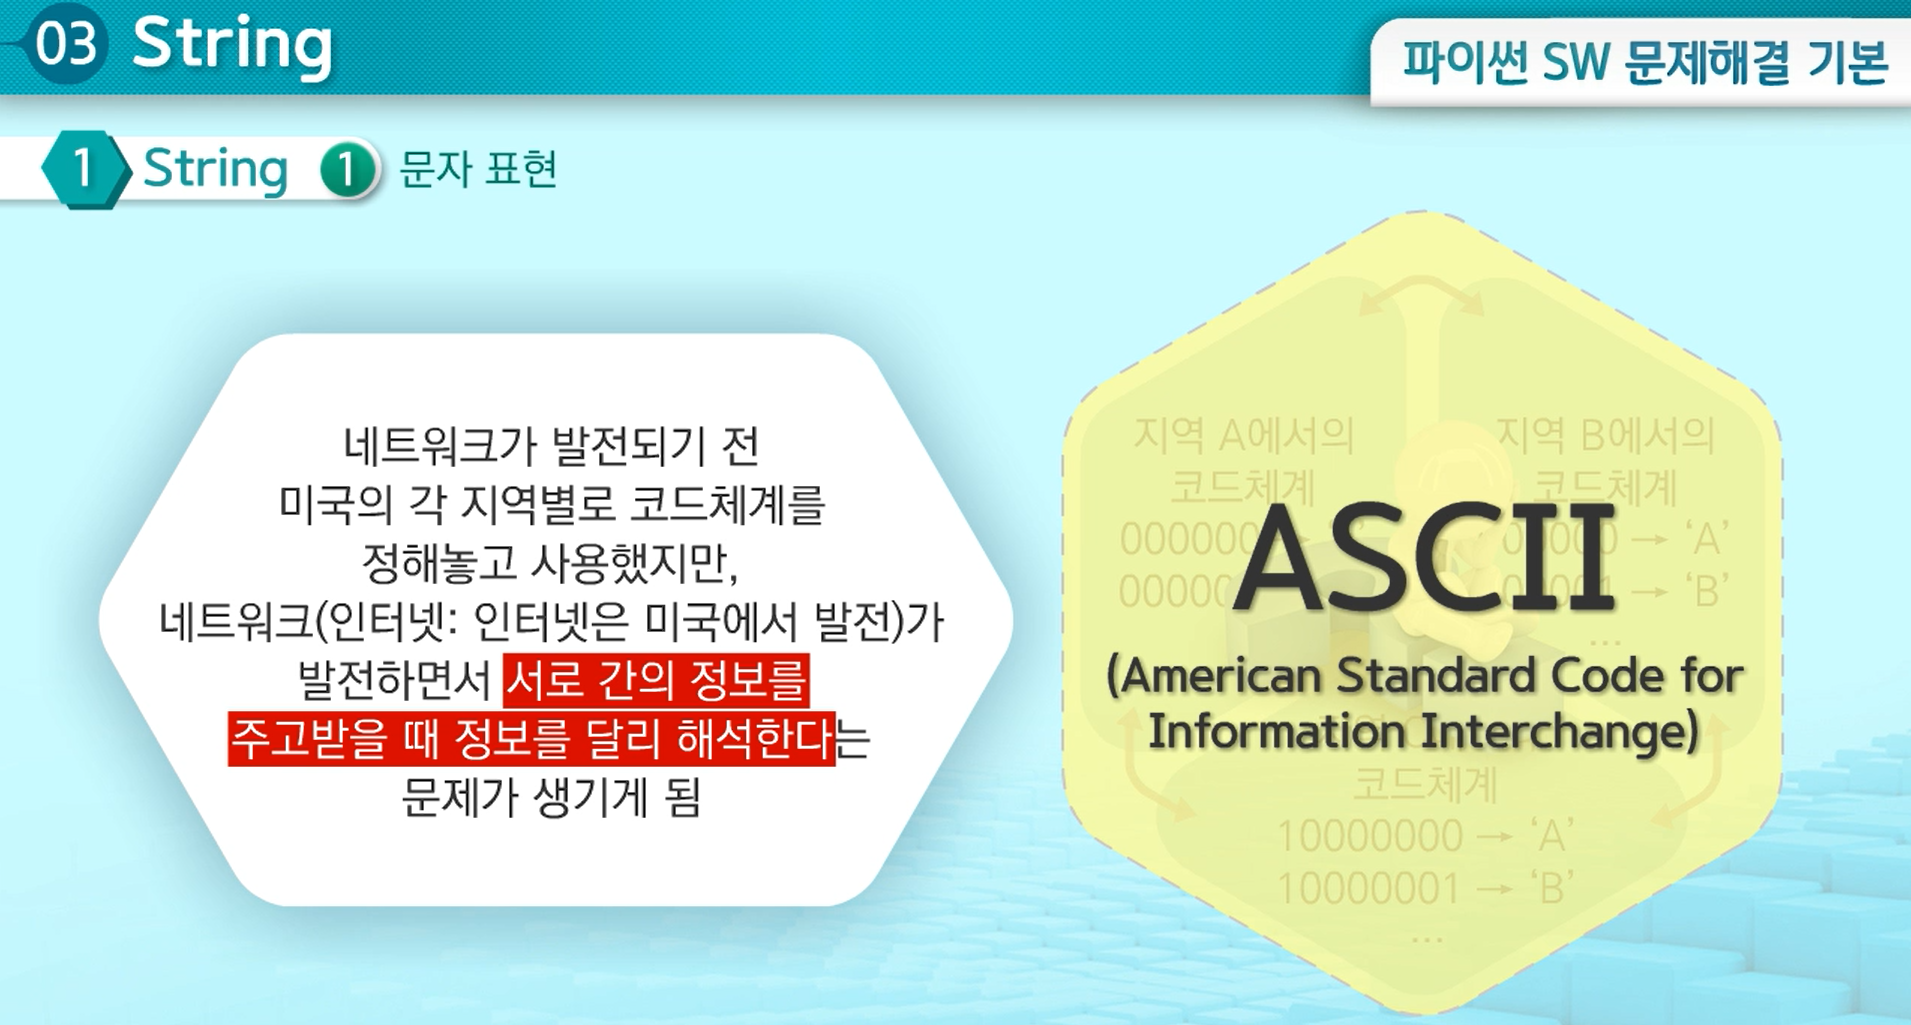 03 String
파이썬 SW 문제해결 기본
1 String 1 문자 표현
네트워크가 발전되기 전
미국의 각 지역별로 코드체계를
정해놓고 사용했지만,
네트워크(인터넷: 인터넷은 미국에서 발전)가
발전하면서 서로 간의 정보를
주고받을 때 정보를 달리 해석한다는
문제가 생기게 됨
지역 A에서의
코드체계
지역 B에서의
코드체계
→ ‘A’
→ ‘B’
...
ASCII
(American Standard Code for
Information Interchange)
코드체계
10000000 → ‘A’
10000001 → ‘B’
...